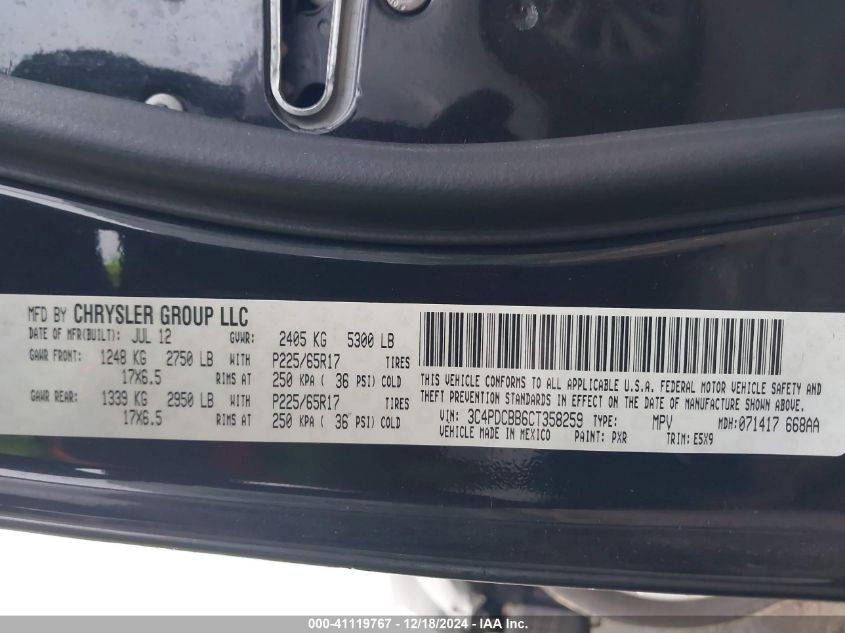 MFD BY CHRYSLER GROUP LLC
DATE OF MFR(BUILT): JUL 12 GVWR: 2405 KG 5300 LB
GAWR FRONT: 1248 KG 2750 LB WITH P225/65R17 TIRES
17X6.5 RIMS AT 250 KPA ( 36 PSI) COLD
GAWR REAR: 1339 KG 2950 LB WITH P225/65R17 TIRES
17X6.5 RIMS AT 250 KPA ( 36 PSI) COLD
THIS VEHICLE CONFORMS TO ALL APPLICABLE U.S.A. FEDERAL MOTOR VEHICLE SAFETY AND
THEFT PREVENTION STANDARDS IN EFFECT ON THE DATE OF MANUFACTURE SHOWN ABOVE.
VIN: 3C4PDCBB6CT358259 TYPE: MPV MDH: 071417 668AA
VEHICLE MADE IN MEXICO PAINT: PXR TRIM: E5X9
000-41119767 - 12/18/2024 - IAAI.com